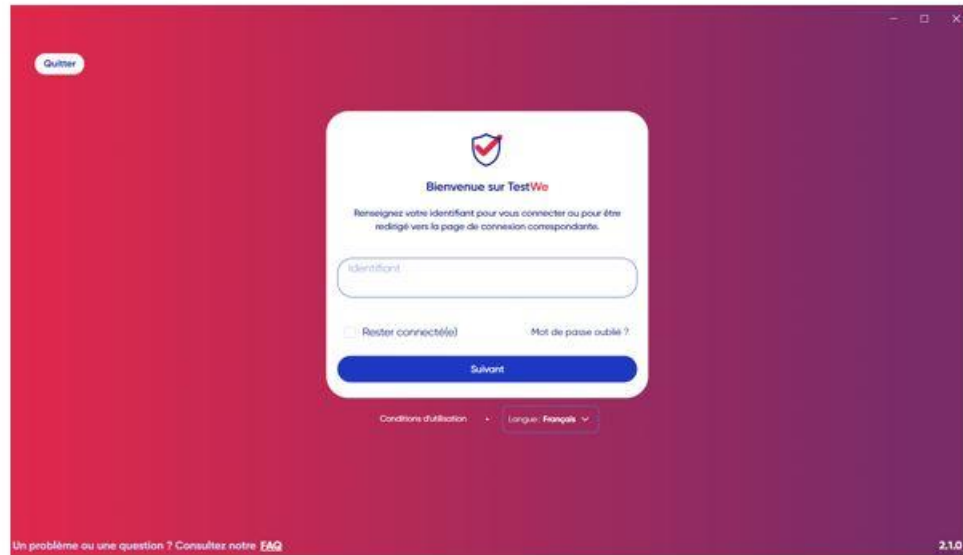 Quitter
Bienvenue sur TestWe
Renseignez votre identifiant pour vous connecter ou pour être
redirigé vers la page de connexion correspondante.
Identifiant
Rester connecté(e)
Mot de passe oublié ?
Suivant
Conditions d'utilisation • Langue : Français
Un problème ou une question ? Consultez notre FAQ
2.1.0